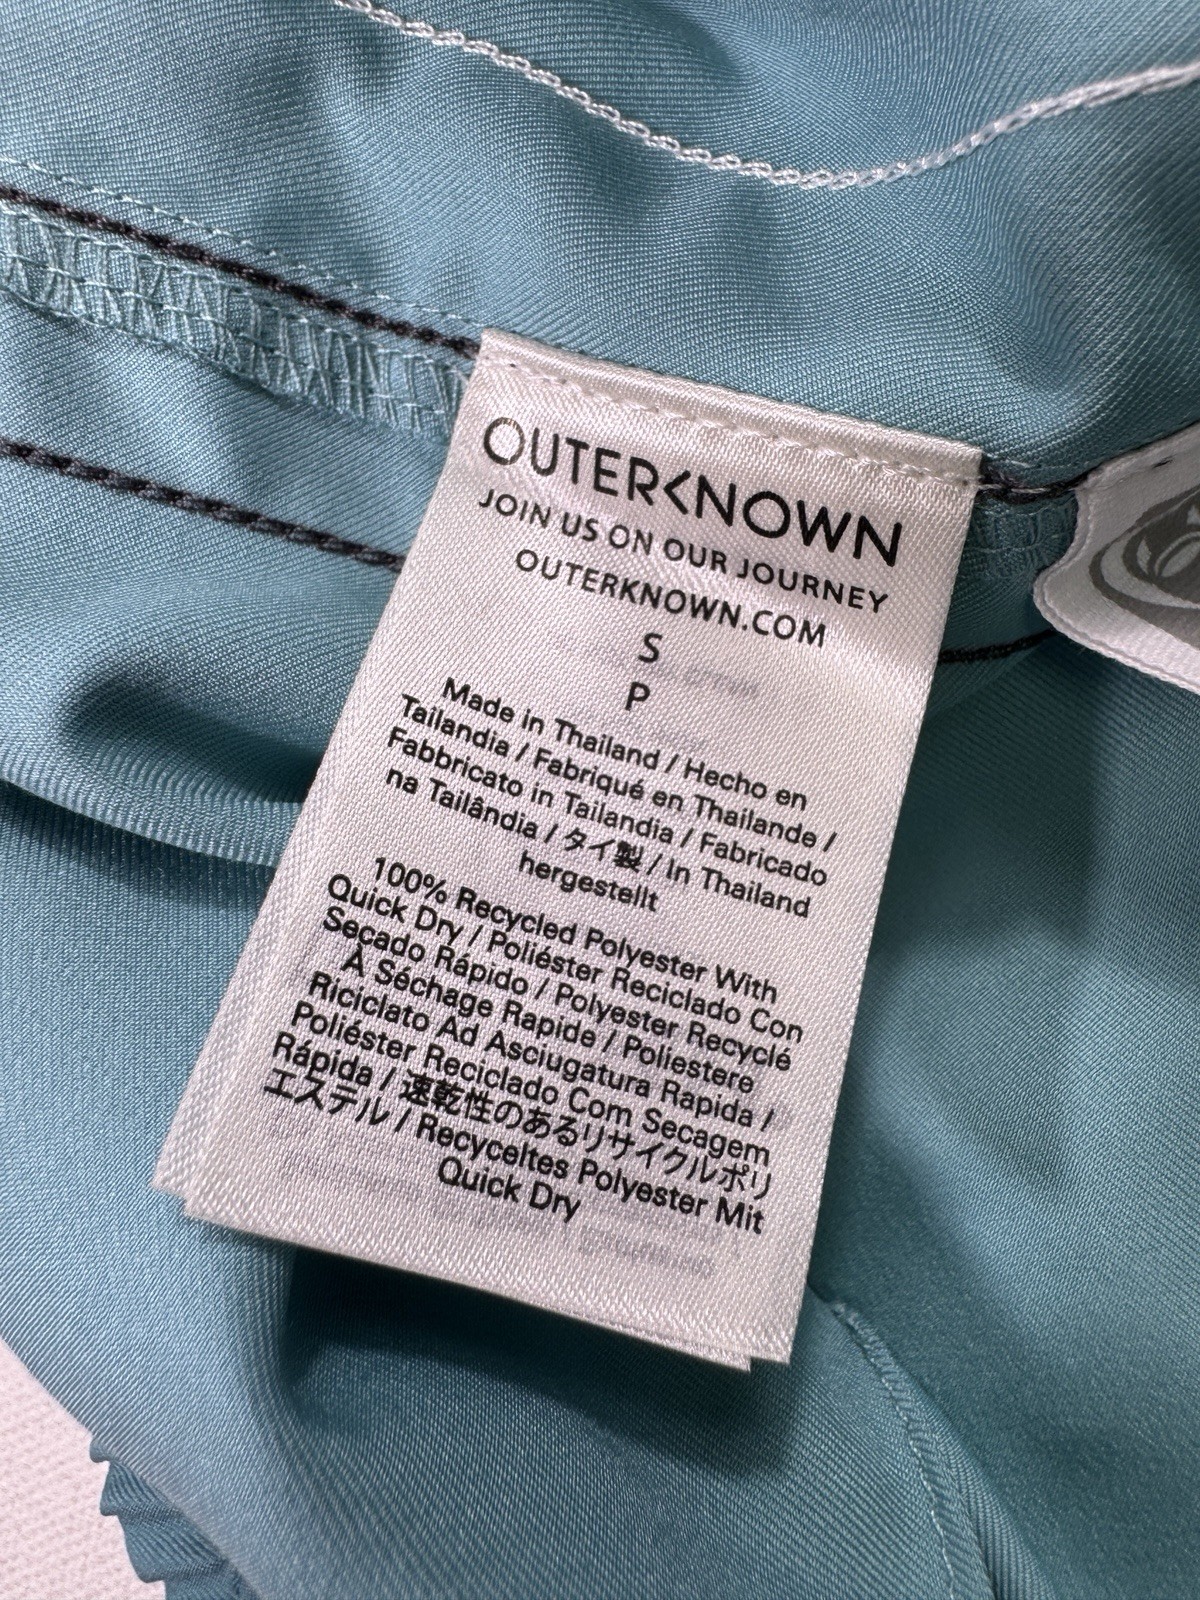 OUTERKNOWN
JOIN US ON OUR JOURNEY
OUTERKNOWN.COM
S
P
Made in Thailand / Hecho en
Tailandia / Fabriqué en Thailande /
Fabbricato in Tailandia / Fabricado
na Tailândia / タイ製 / In Thailand
hergestellt
100% Recycled Polyester With
Quick Dry / Poliéster Reciclado Con
Secado Rápido / Polyester Recyclé
À Séchage Rapide / Poliestere
Riciclato Ad Asciugatura Rapida /
Poliéster Reciclado Com Secagem
Rápida / 速乾性のあるリサイクルポリ
エステル / Recyceltes Polyester Mit
Quick Dry